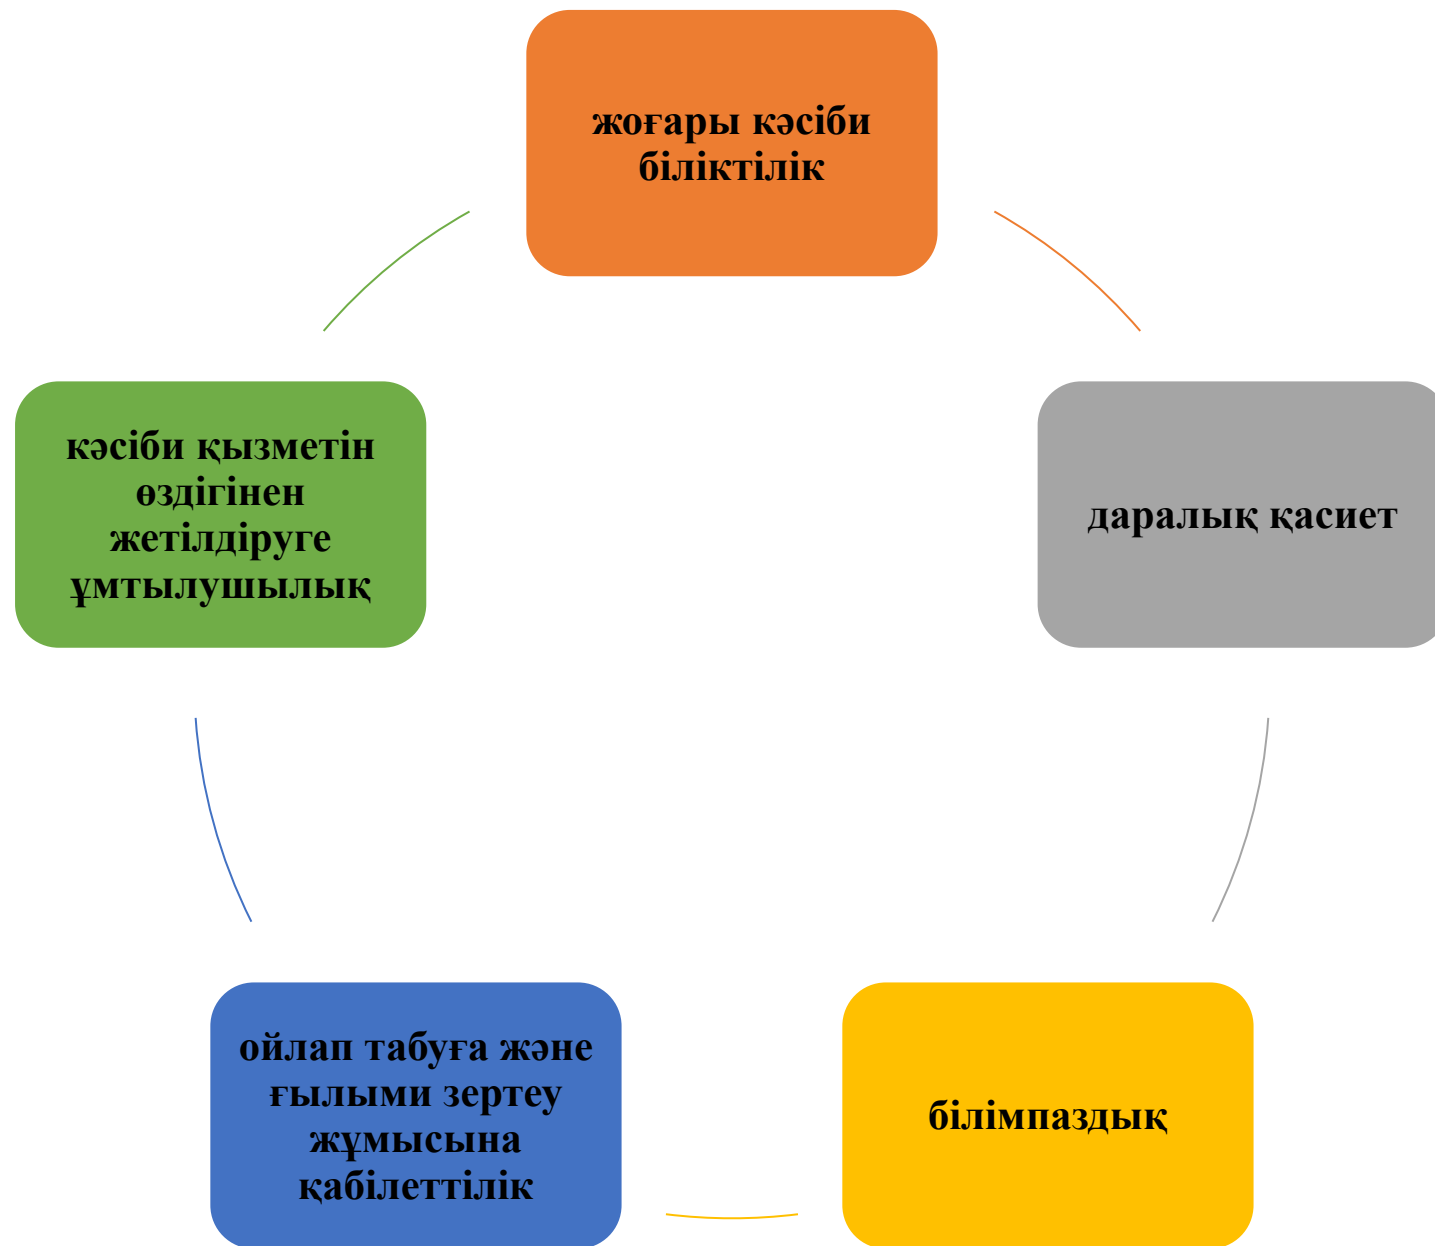 жоғары кәсіби
біліктілік
даралық қасиет
білімпаздық
ойлап табуға және
ғылыми зертеу
жұмысына
қабілеттілік
кәсіби қызметін
өздігінен
жетілдіруге
ұмтылушылық